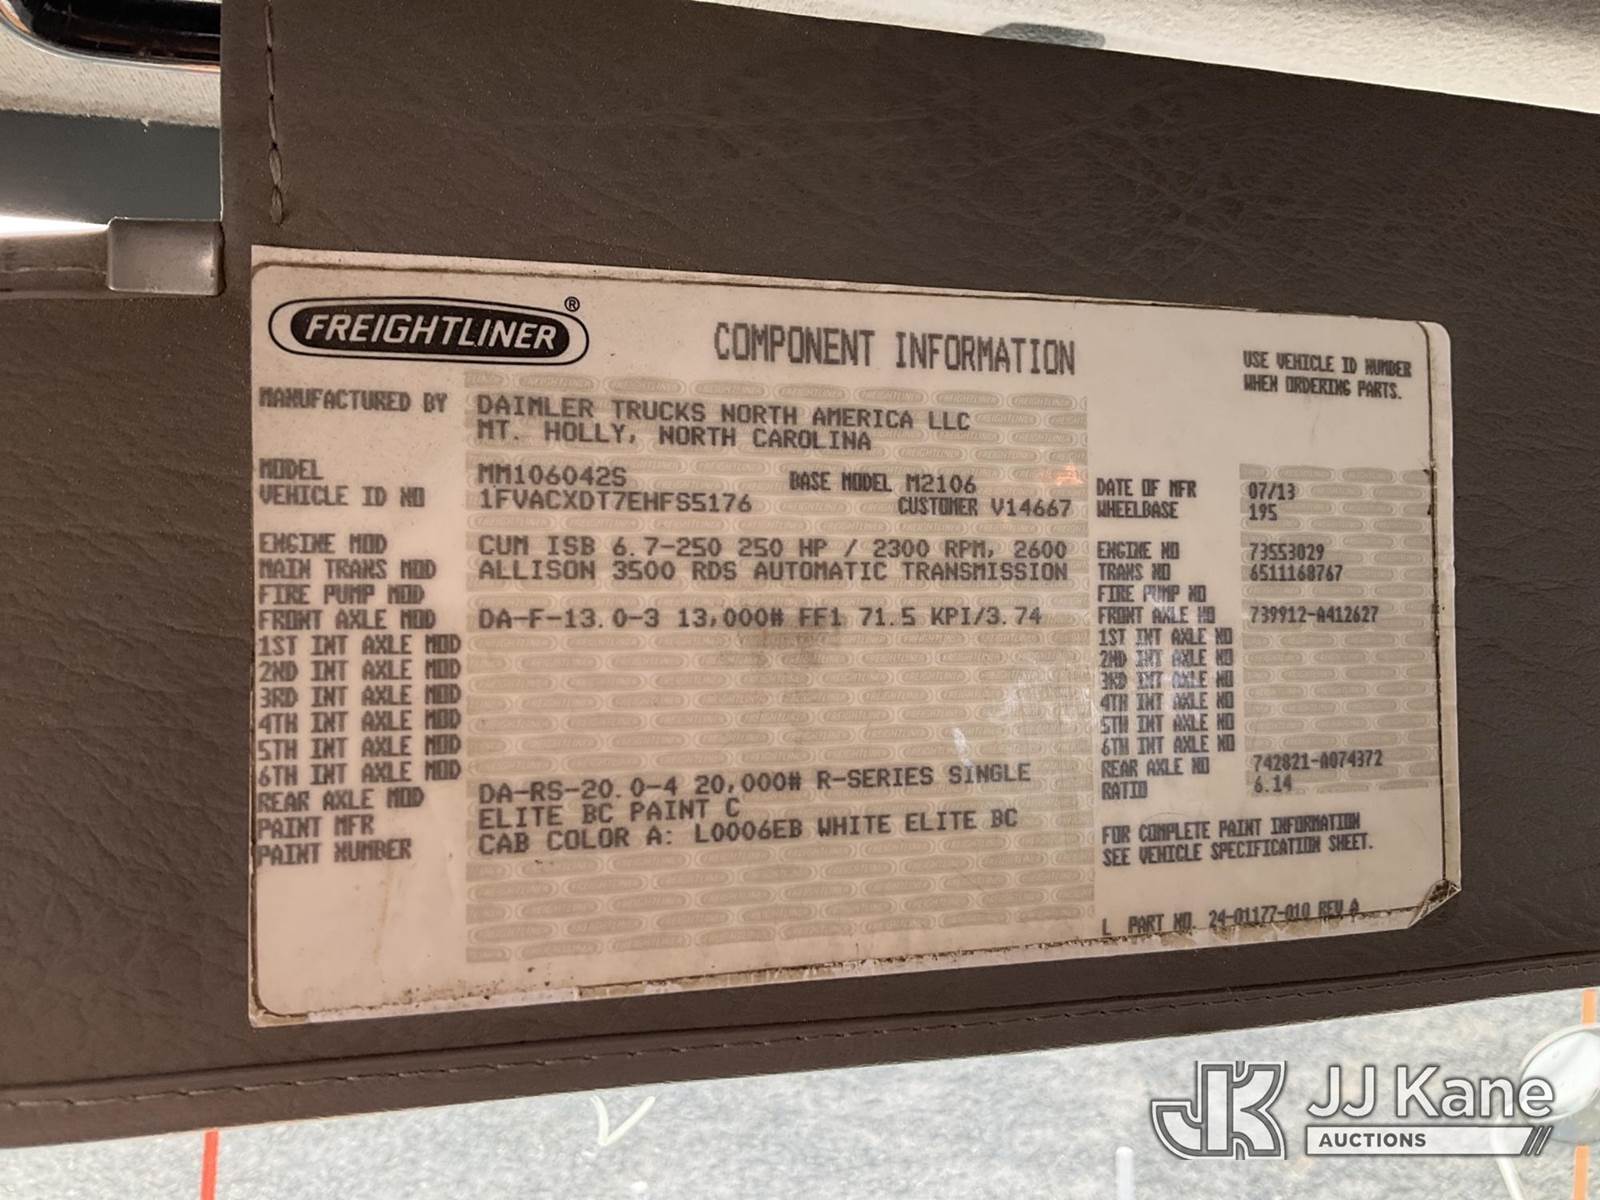 FREIGHTLINER ®
COMPONENT INFORMATION
USE VEHICLE ID NUMBER
WHEN ORDERING PARTS.
MANUFACTURED BY DAIMLER TRUCKS NORTH AMERICA LLC
MT. HOLLY, NORTH CAROLINA
MODEL MM106042S BASE MODEL M2106 DATE OF MFR 07/13
VEHICLE ID NO 1FVACXDT7EHFS5176 CUSTOMER V14667 WHEELBASE 195
ENGINE MOD CUM ISB 6.7-250 250 HP / 2300 RPM, 2600 ENGINE NO 73553029
MAIN TRANS MOD ALLISON 3500 RDS AUTOMATIC TRANSMISSION TRANS NO 6511168767
FIRE PUMP MOD FIRE PUMP NO
FRONT AXLE MOD DA-F-13.0-3 13,000# FF1 71.5 KPI/3.74 FRONT AXLE NO 739912-A412627
1ST INT AXLE MOD 1ST INT AXLE NO
2ND INT AXLE MOD 2ND INT AXLE NO
3RD INT AXLE MOD 3RD INT AXLE NO
4TH INT AXLE MOD 4TH INT AXLE NO
5TH INT AXLE MOD 5TH INT AXLE NO
6TH INT AXLE MOD 6TH INT AXLE NO
REAR AXLE MOD DA-RS-20.0-4 20,000# R-SERIES SINGLE REAR AXLE NO 742821-A074372
PAINT MFR ELITE BC PAINT C RATIO 6.14
PAINT NUMBER CAB COLOR A: L0006EB WHITE ELITE BC
FOR COMPLETE PAINT INFORMATION
SEE VEHICLE SPECIFICATION SHEET.
L PART NO. 24-01177-010 REV A
JK JJ Kane
AUCTIONS